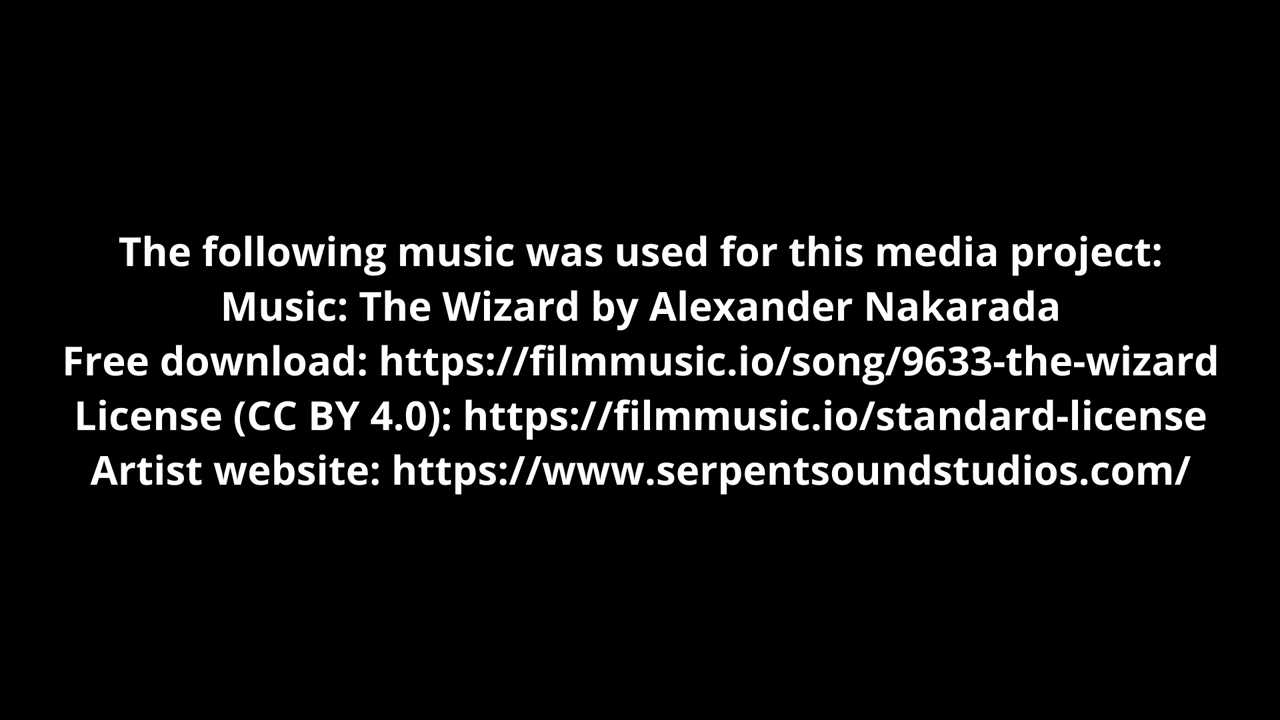 The following music was used for this media project:
Music: The Wizard by Alexander Nakarada
Free download: https://filmmusic.io/song/9633-the-wizard
License (CC BY 4.0): https://filmmusic.io/standard-license
Artist website: https://www.serpentsoundstudios.com/